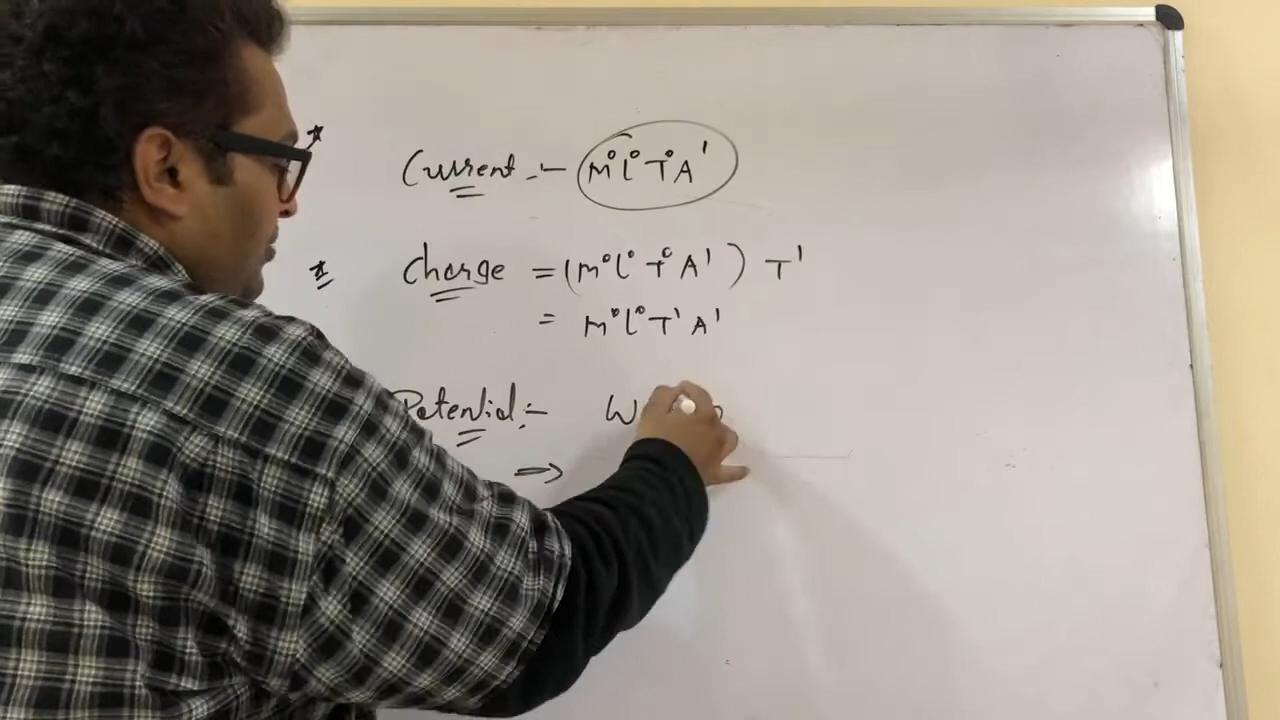 * Current :- M⁰L⁰T⁰A¹
* Charge = (M⁰L⁰T⁰A¹) T¹
= M⁰L⁰T¹A¹
Potential :-
⇒